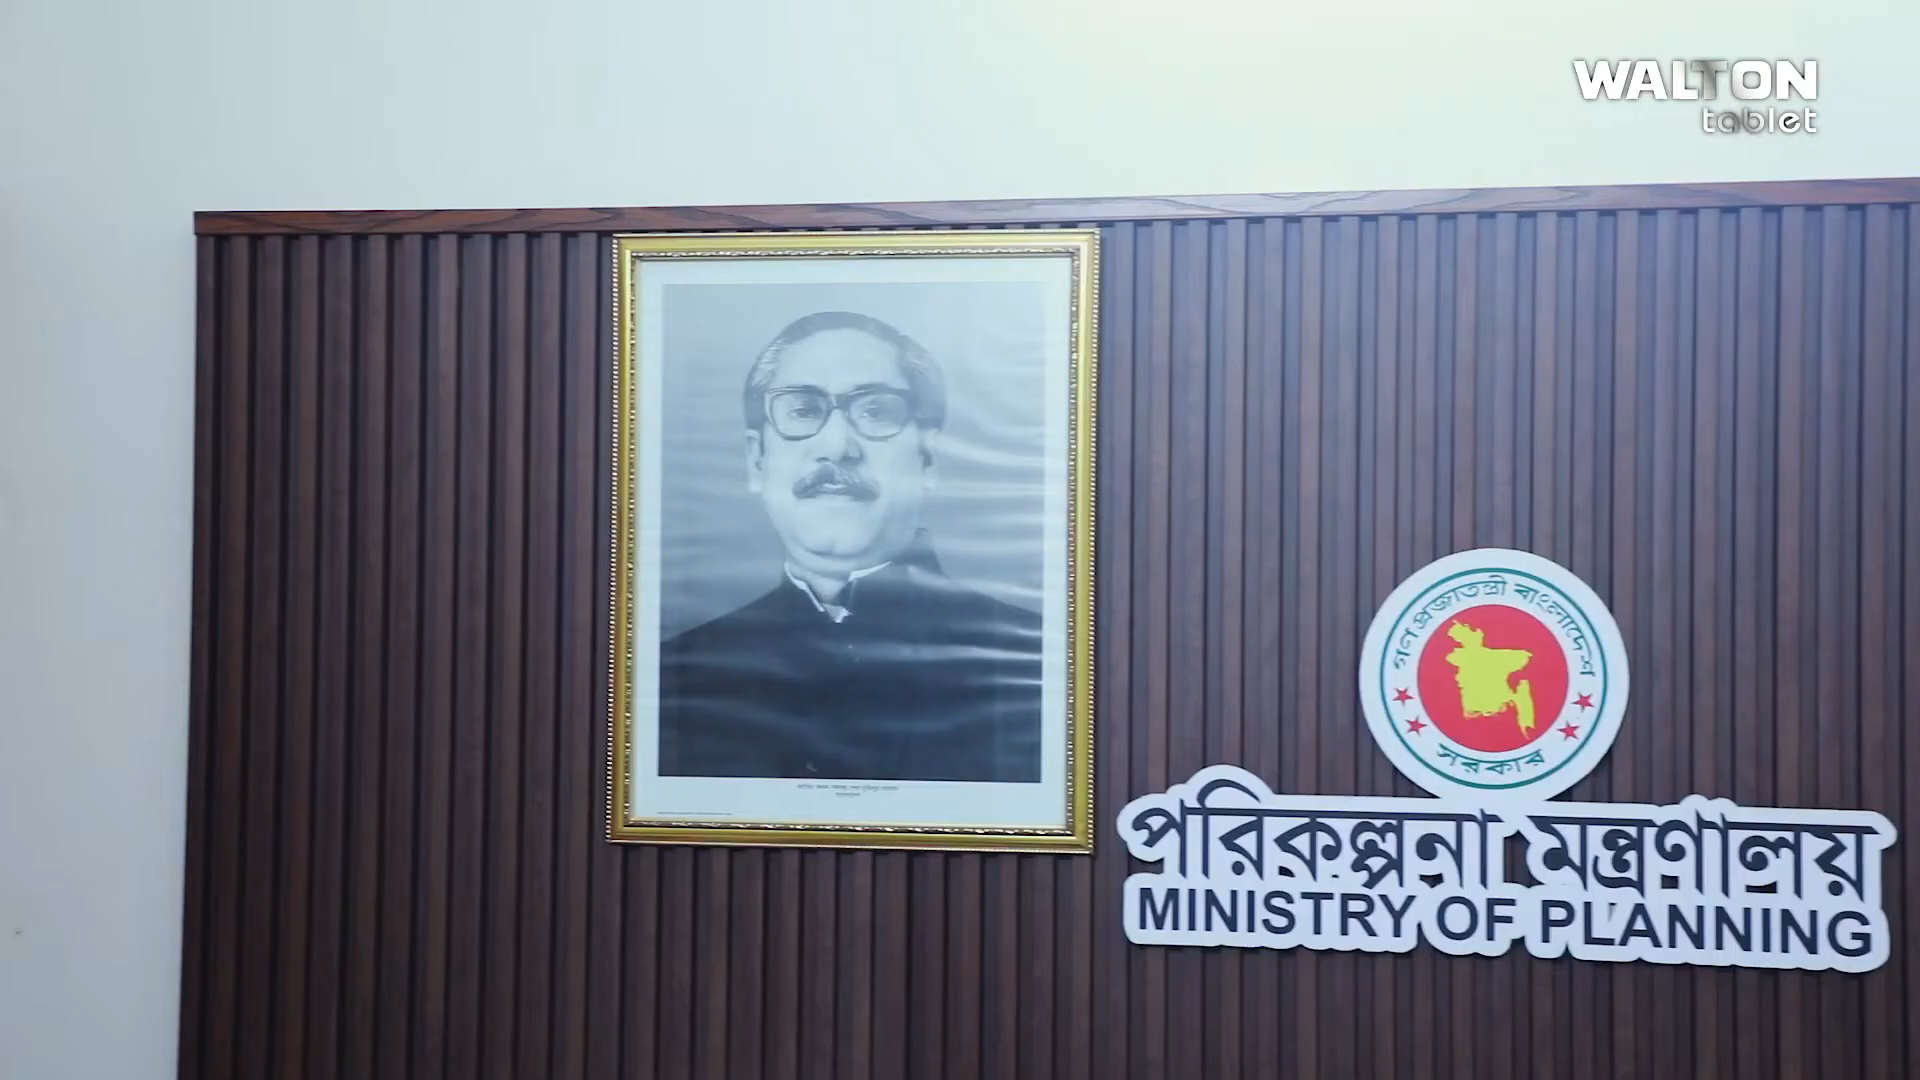 WALTON
tablet
গণপ্রজাতন্ত্রী বাংলাদেশ
সরকার
পরিকল্পনা মন্ত্রণালয়
MINISTRY OF PLANNING